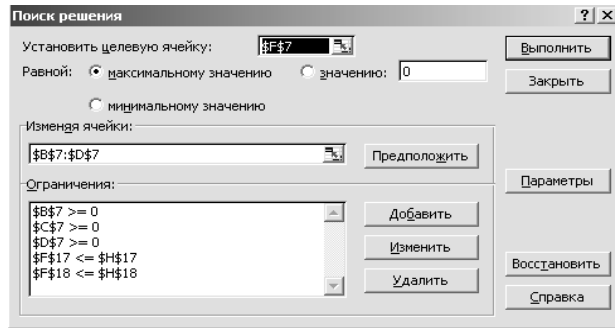 Поиск решения
Установить целевую ячейку: $F$7
Выполнить
Равной: максимальному значению значению: 0
Закрыть
минимальному значению
Изменяя ячейки:
$B$7:$D$7
Предположить
Ограничения:
Параметры
$B$7 >= 0
$C$7 >= 0
$D$7 >= 0
$F$17 <= $H$17
$F$18 <= $H$18
Добавить
Изменить
Удалить
Восстановить
Справка